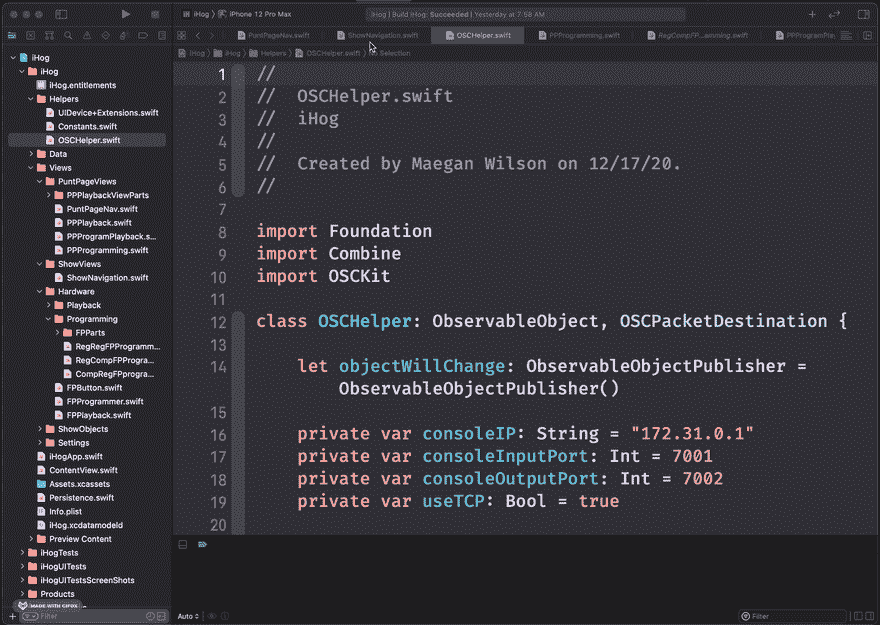 iHog iPhone 12 Pro Max
iHog | Build iHog: Succeeded | Yesterday at 7:58 AM
PuntPageNav.swift
ShowNavigation.swift
OSCHelper.swift
PPProgramming.swift
RegComp/FP...amming.swift
iHog
iHog
Helpers
OSCHelper.swift
No Selection
iHog
iHog
iHog.entitlements
Helpers
UIDevice+Extensions.swift
Constants.swift
OSCHelper.swift
Data
Views
PuntPageViews
PPPlaybackViewParts
PuntPageNav.swift
PPPlayback.swift
PPProgramPlayback.s...
PPProgramming.swift
ShowViews
ShowNavigation.swift
Hardware
Playback
Programming
FPParts
RegRegFPProgramm...
RegCompFPProgra...
CompRegFPprogra...
FPButton.swift
FPProgrammer.swift
FPPlayback.swift
ShowObjects
Settings
iHogApp.swift
ContentView.swift
Assets.xcassets
Persistence.swift
Info.plist
iHog.xcdatamodeld
Preview Content
iHogTests
iHogUITests
iHogUITestsScreenShots
Products
MADE WITH GIFOX
Filter
1 //
2 // OSCHelper.swift
3 // iHog
4 //
5 // Created by Maegan Wilson on 12/17/20.
6 //
7
8 import Foundation
9 import Combine
10 import OSCKit
11
12 class OSCHelper: ObservableObject, OSCPacketDestination {
13
14 let objectWillChange: ObservableObjectPublisher =
ObservableObjectPublisher()
15
16 private var consoleIP: String = "172.31.0.1"
17 private var consoleInputPort: Int = 7001
18 private var consoleOutputPort: Int = 7002
19 private var useTCP: Bool = true
20
Auto
Filter